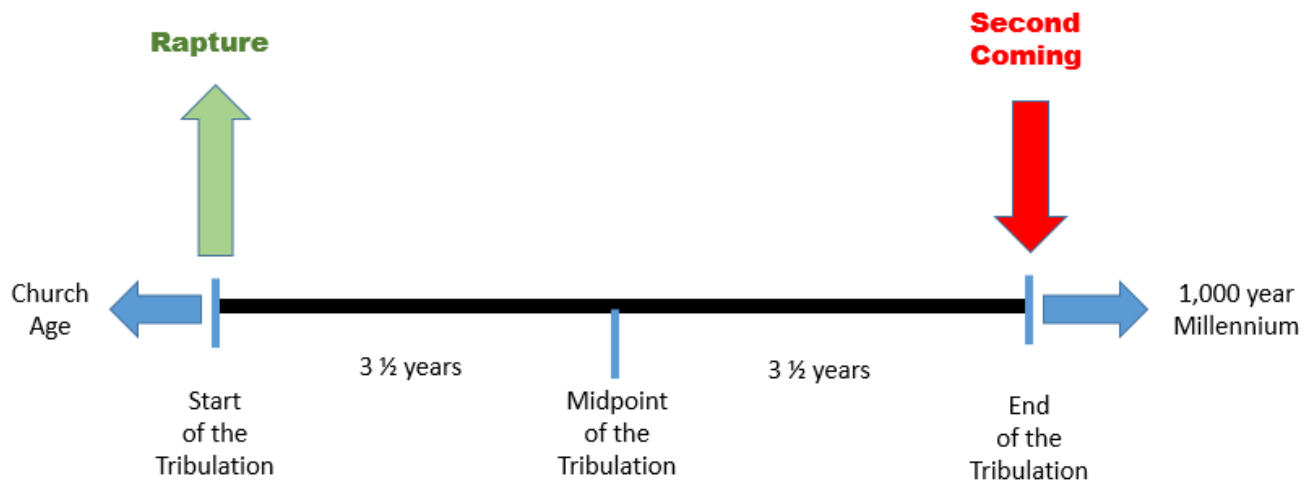 Rapture
Second
Coming
Church
Age
1,000 year
Millennium
3 ½ years
3 ½ years
Start
of the
Tribulation
Midpoint
of the
Tribulation
End
of the
Tribulation